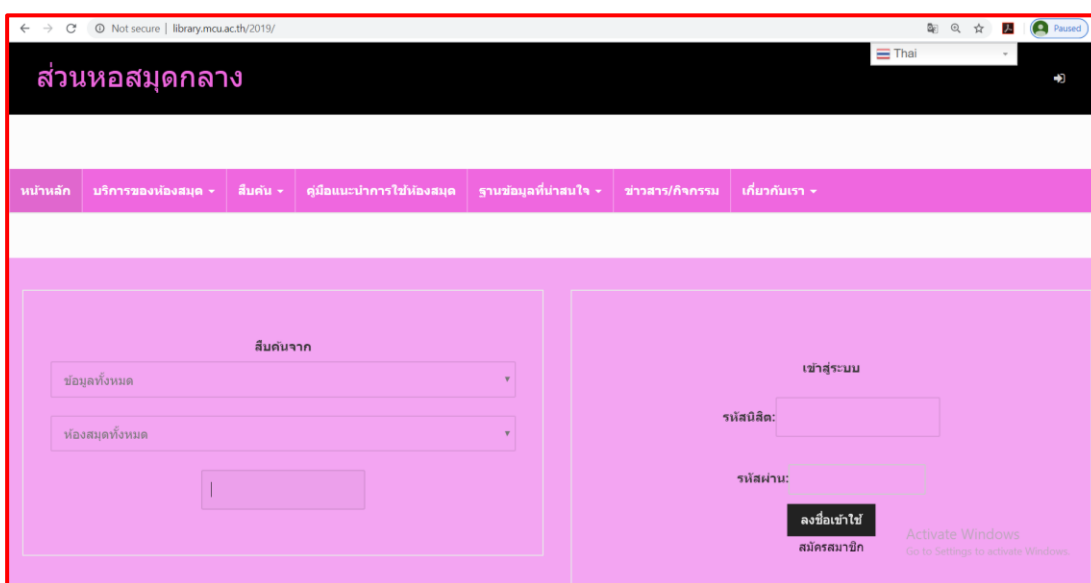 Not secure | library.mcu.ac.th/2019/
Paused
Thai
ส่วนหอสมุดกลาง
หน้าหลัก บริการของห้องสมุด สืบค้น คู่มือแนะนำการใช้ห้องสมุด ฐานข้อมูลที่น่าสนใจ ข่าวสาร/กิจกรรม เกี่ยวกับเรา
สืบค้นจาก
ข้อมูลทั้งหมด
ห้องสมุดทั้งหมด
เข้าสู่ระบบ
รหัสนิสิต:
รหัสผ่าน:
ลงชื่อเข้าใช้
สมัครสมาชิก
Activate Windows
Go to Settings to activate Windows.